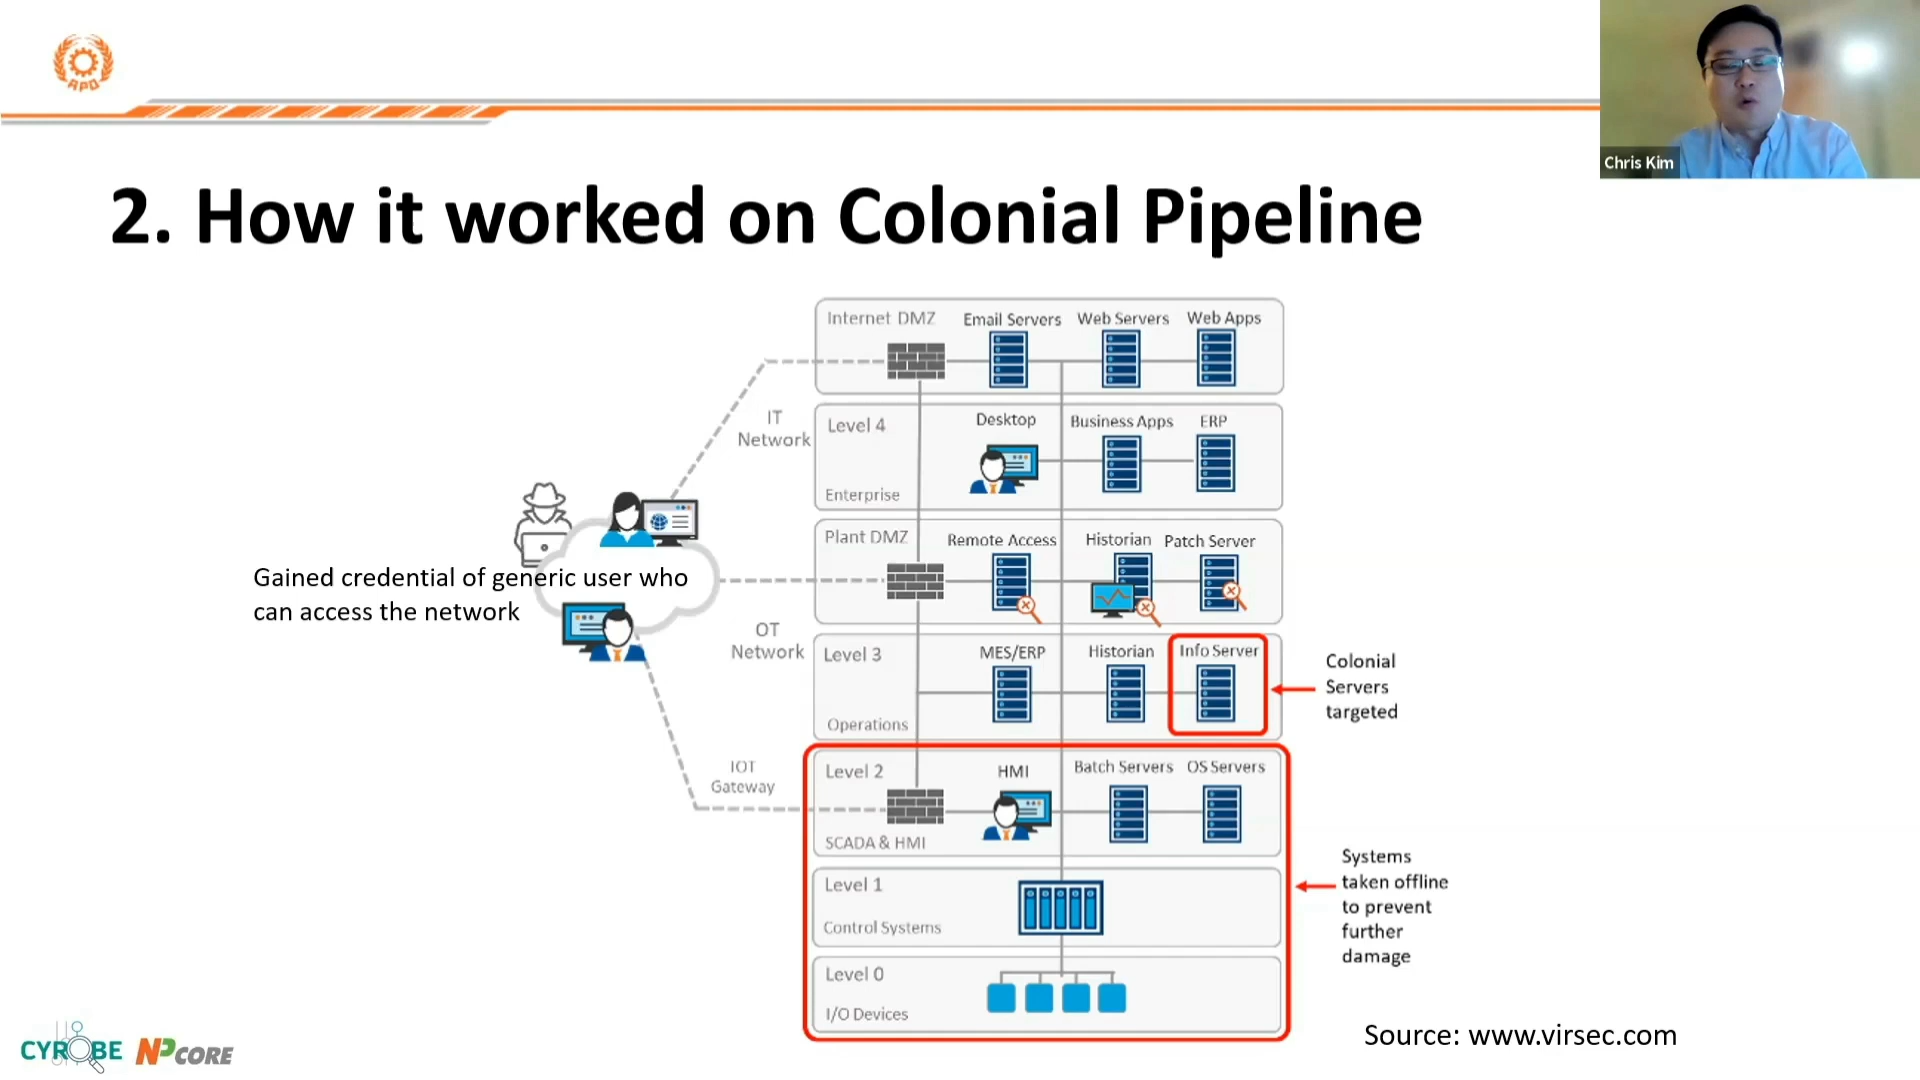 APO
Chris Kim
2. How it worked on Colonial Pipeline
Internet DMZ
Email Servers
Web Servers
Web Apps
IT
Network
Level 4
Desktop
Business Apps
ERP
Enterprise
Plant DMZ
Remote Access
Historian
Patch Server
Gained credential of generic user who
can access the network
OT
Network
Level 3
MES/ERP
Historian
Info Server
Operations
Colonial
Servers
targeted
IOT
Gateway
Level 2
HMI
Batch Servers
OS Servers
SCADA & HMI
Level 1
Control Systems
Systems
taken offline
to prevent
further
damage
Level 0
I/O Devices
CYROBE
NPCORE
Source: www.virsec.com